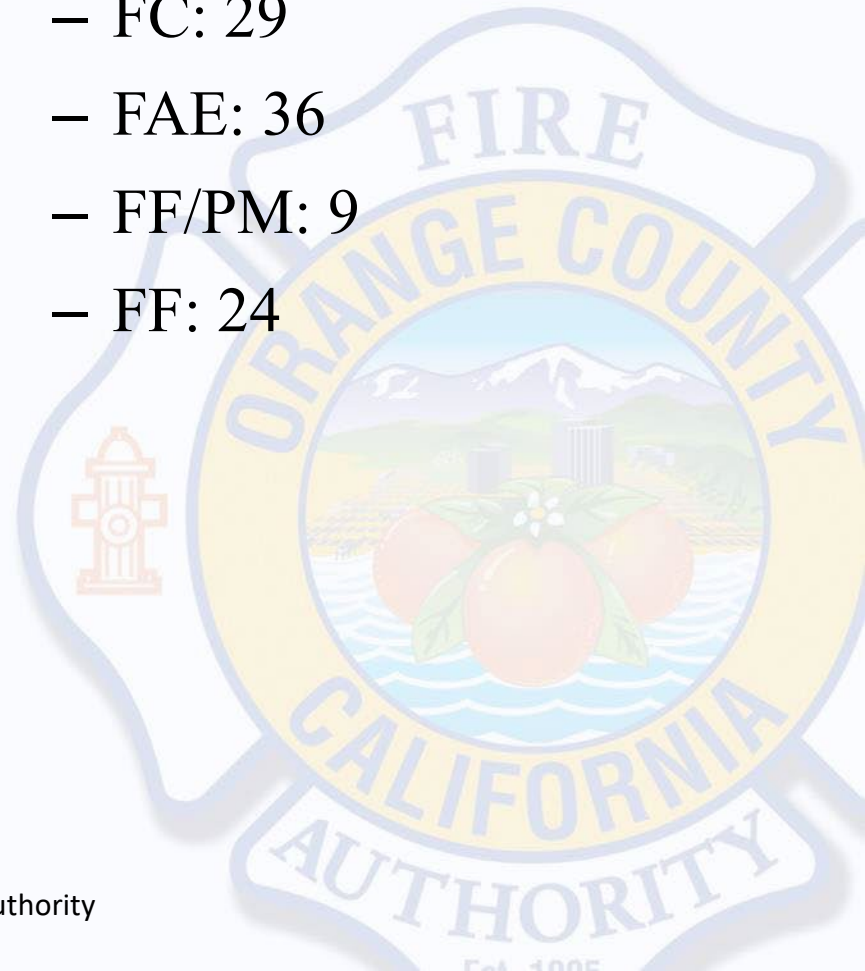 – FC: 29
– FAE: 36
– FF/PM: 9
– FF: 24
FIRE
ORANGE COUNTY
CALIFORNIA
AUTHORITY
uthority